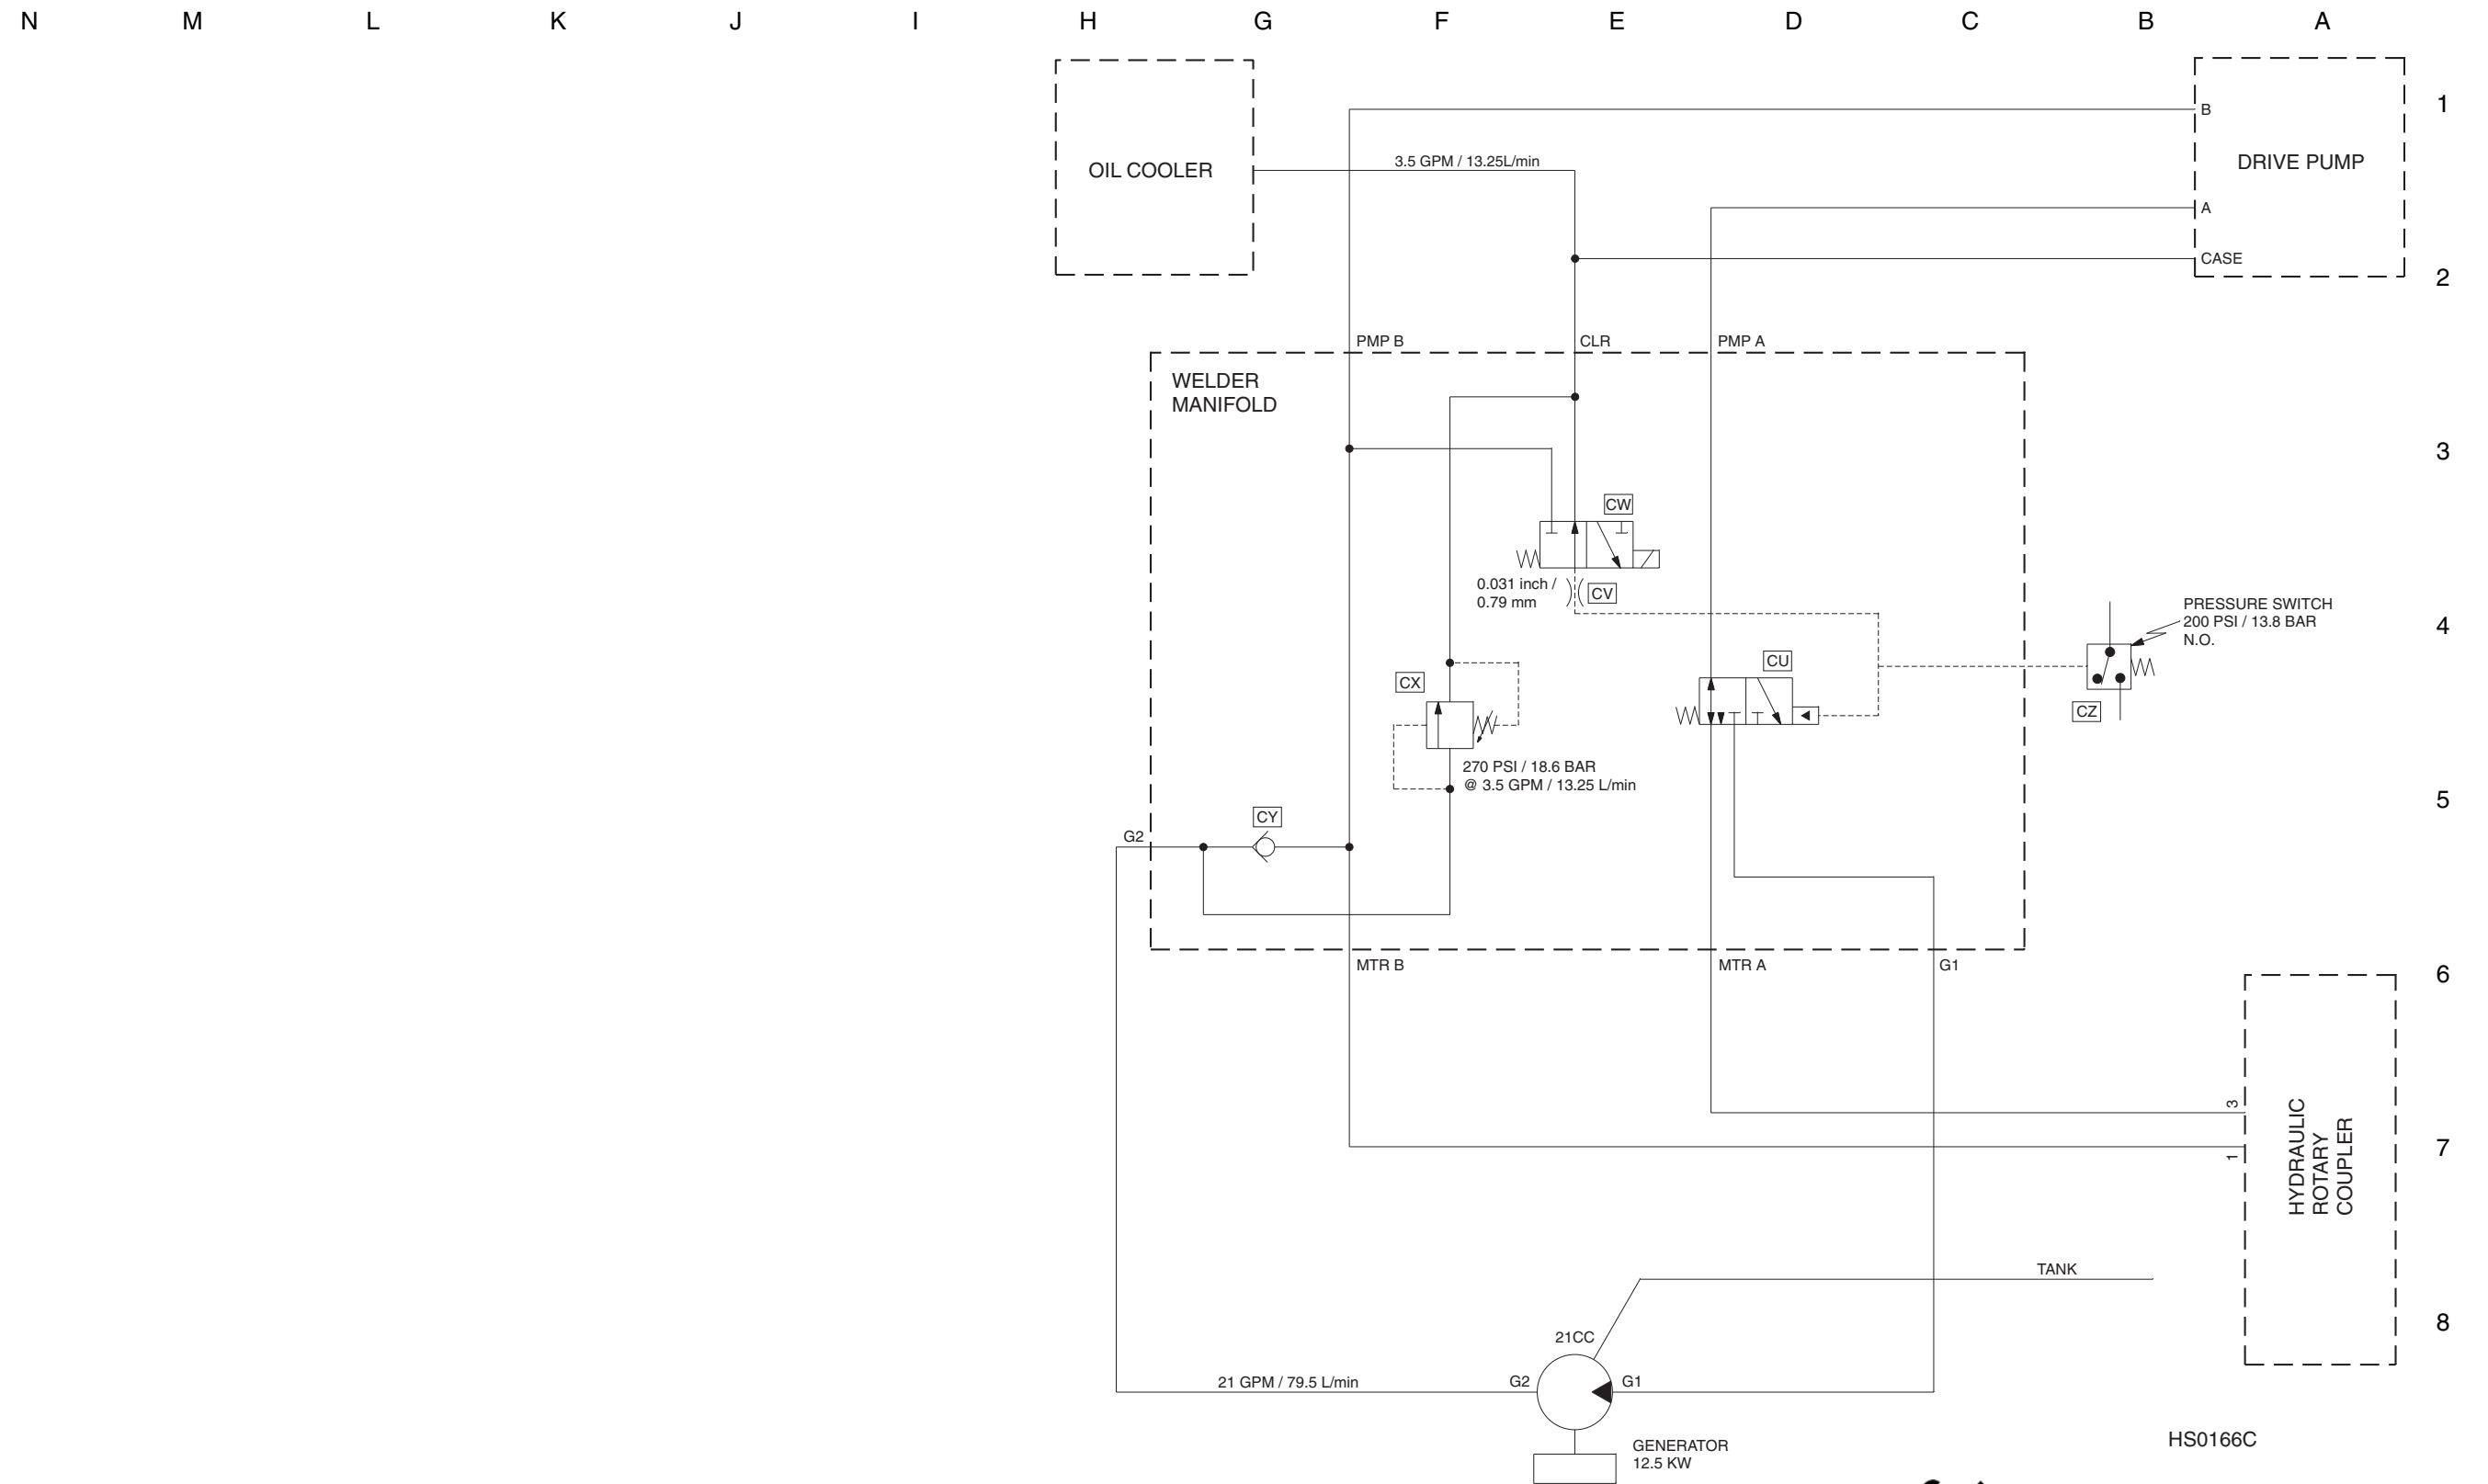 N M L K J I H G F E D C B A
1
B
3.5 GPM / 13.25L/min
OIL COOLER
DRIVE PUMP
A
CASE
2
PMP B
CLR
PMP A
WELDER
MANIFOLD
3
CW
0.031 inch /
0.79 mm
CV
PRESSURE SWITCH
200 PSI / 13.8 BAR
N.O.
4
CU
CX
CZ
270 PSI / 18.6 BAR
@ 3.5 GPM / 13.25 L/min
5
CY
G2
MTR B
MTR A
G1
6
3
HYDRAULIC
ROTARY
COUPLER
1
7
TANK
8
21CC
21 GPM / 79.5 L/min
G2
G1
GENERATOR
12.5 KW
HS0166C